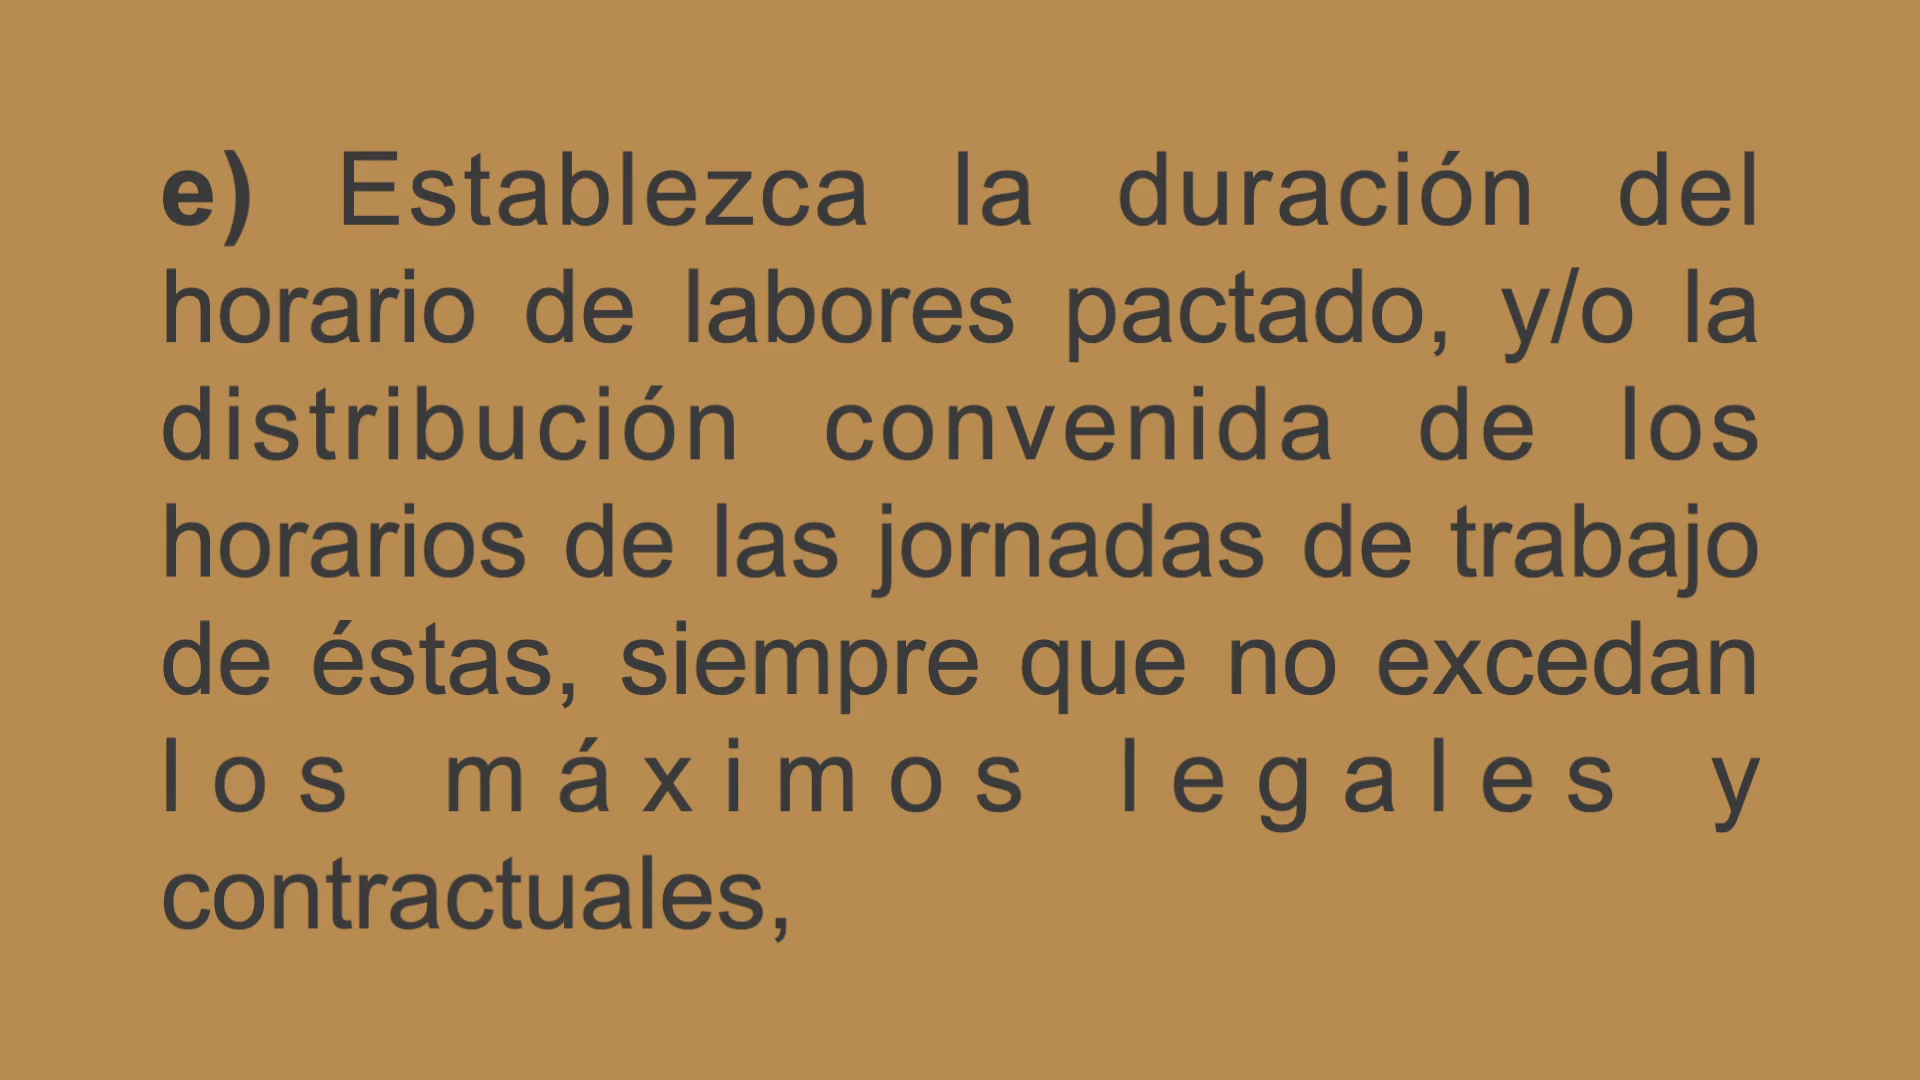 e) Establezca la duración del
horario de labores pactado, y/o la
distribución convenida de los
horarios de las jornadas de trabajo
de éstas, siempre que no excedan
los máximos legales y
contractuales,